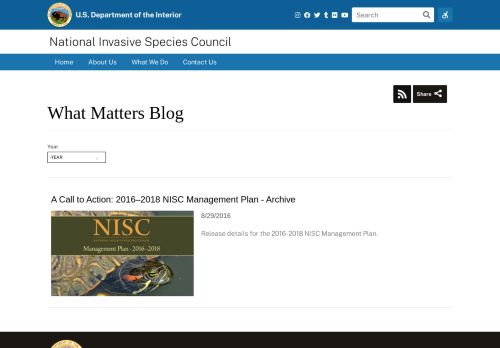 U.S. Department of the Interior
Search
National Invasive Species Council
Home About Us What We Do Contact Us
Share
What Matters Blog
Year
-YEAR
A Call to Action: 2016–2018 NISC Management Plan - Archive
NISC
Management Plan - 2016–2018
8/29/2016
Release details for the 2016-2018 NISC Management Plan.